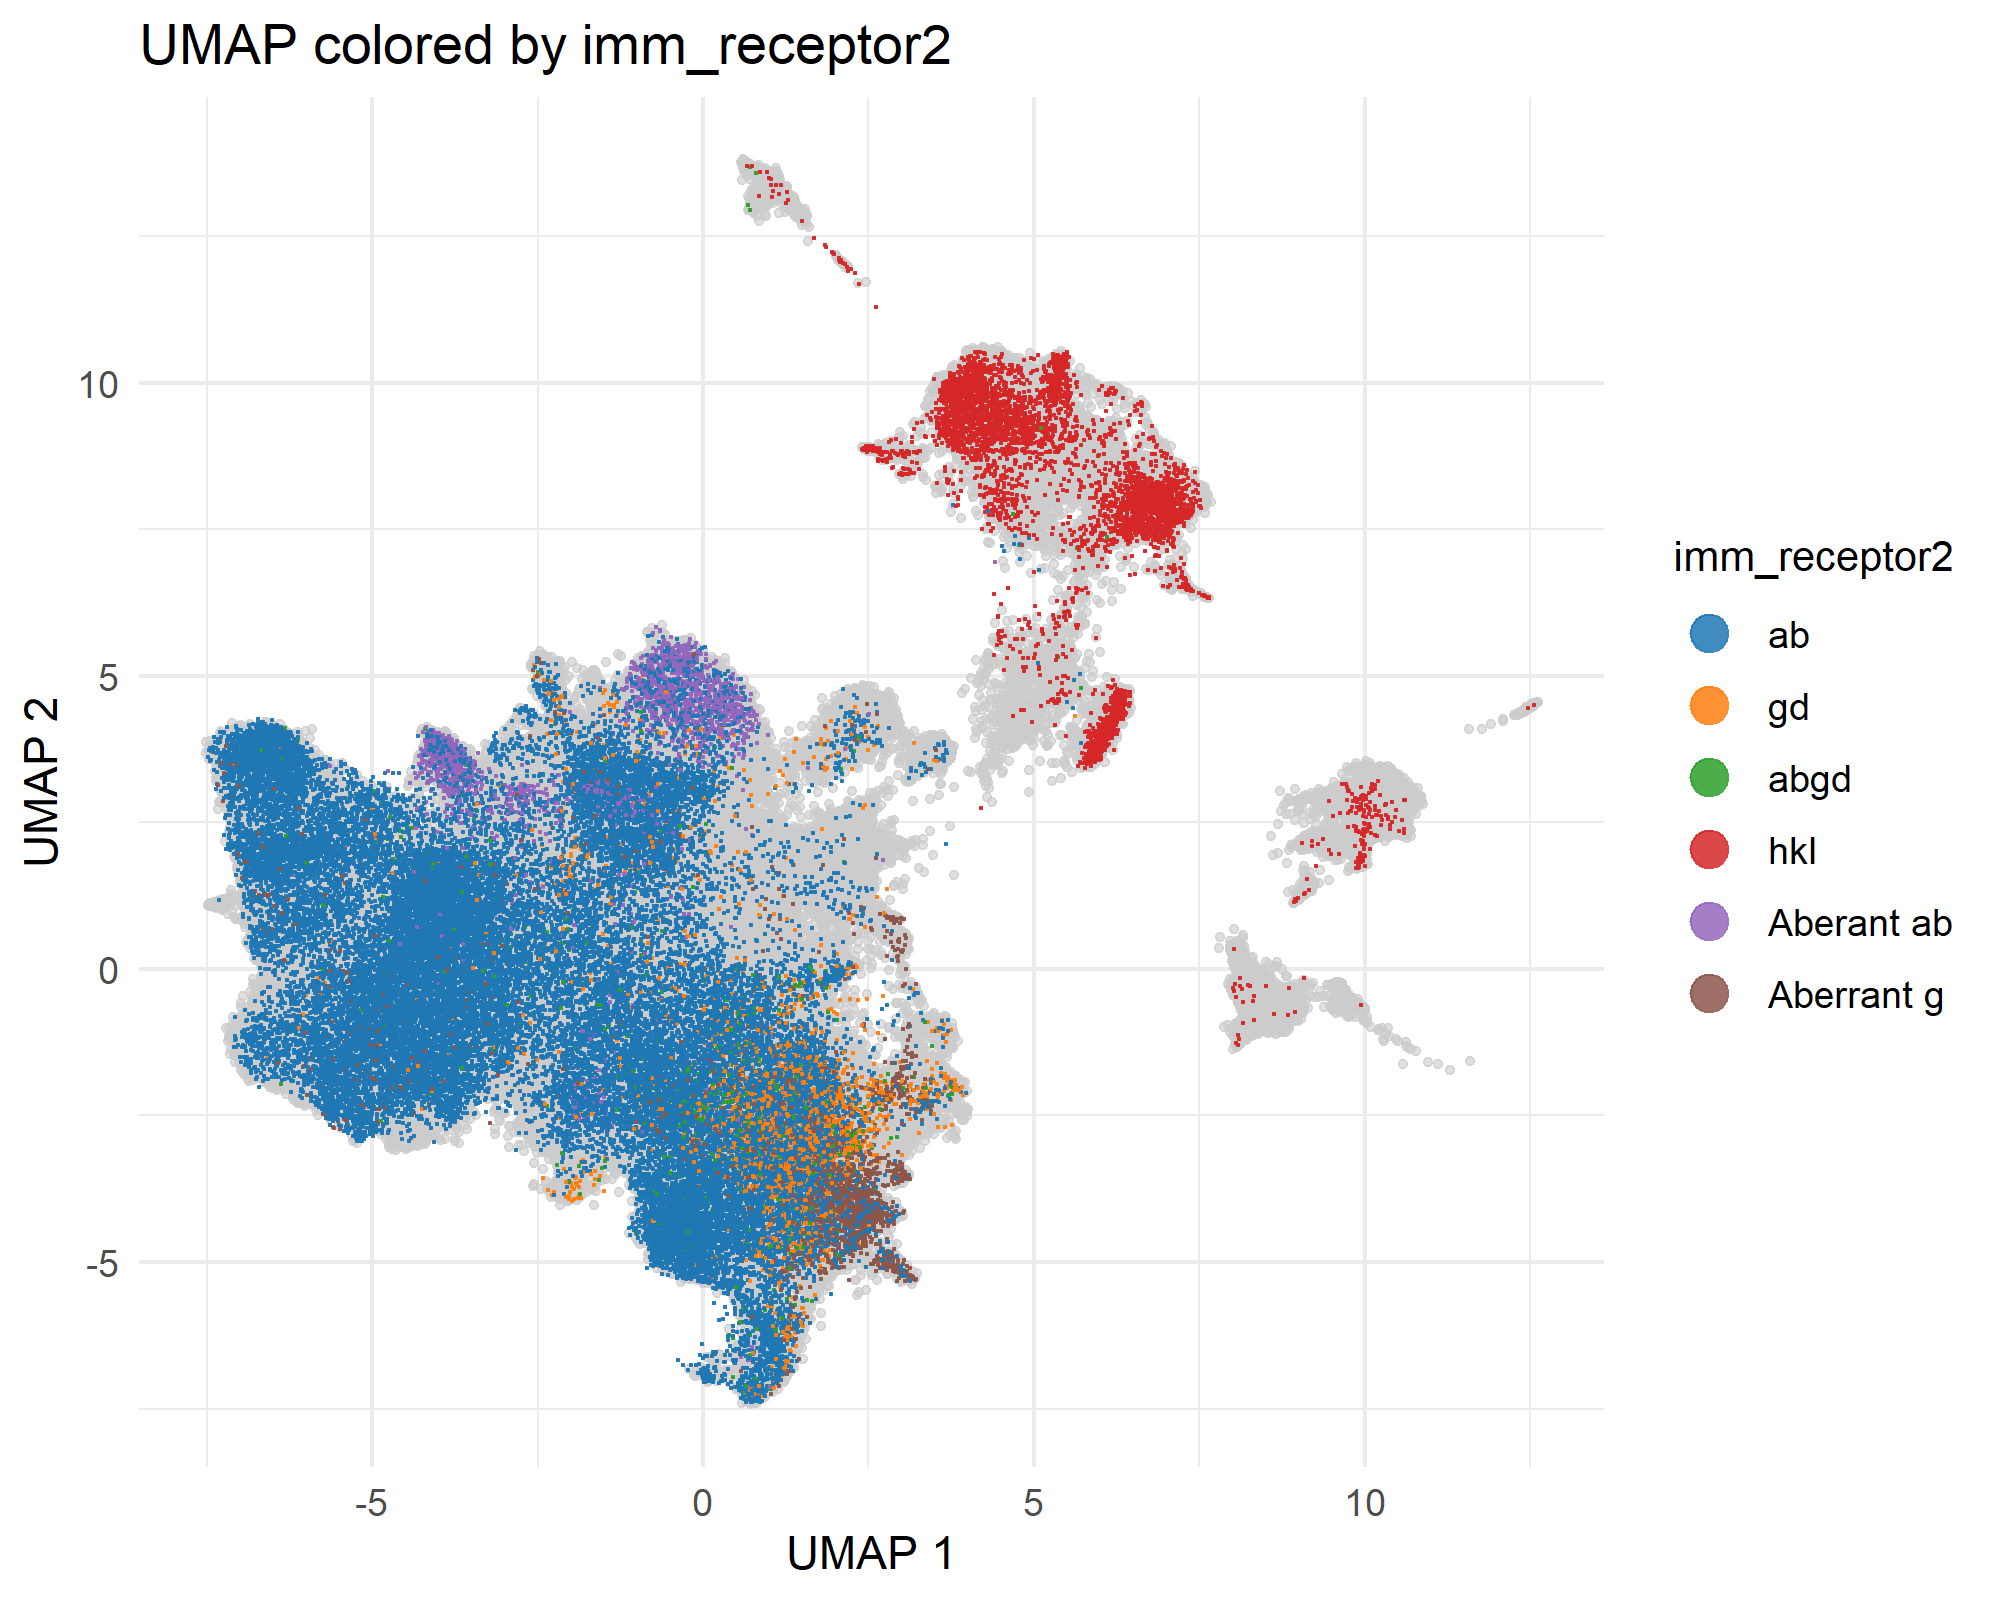 UMAP colored by imm_receptor2
10
5
0
-5
UMAP 2
-5
0
5
10
UMAP 1
imm_receptor2
ab
gd
abgd
hkl
Aberant ab
Aberrant g